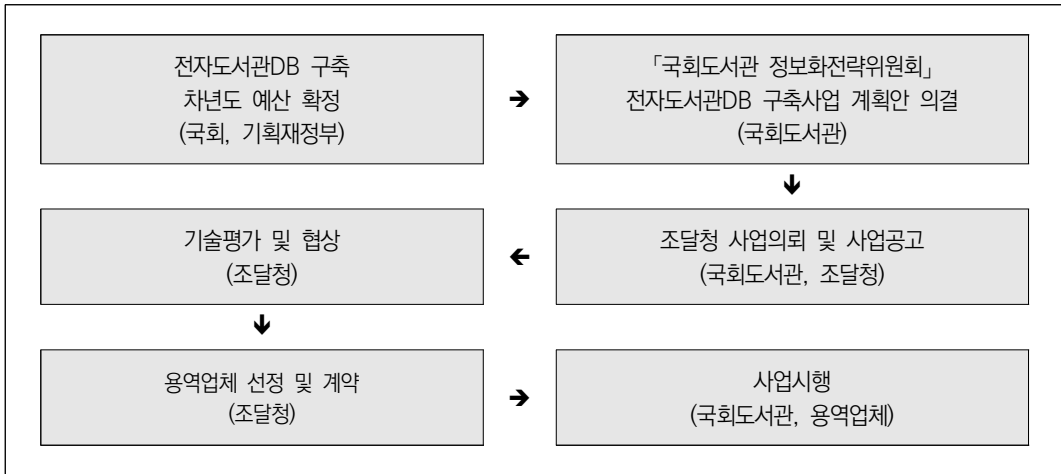 전자도서관DB 구축
차년도 예산 확정
(국회, 기획재정부)
「국회도서관 정보화전략위원회」
전자도서관DB 구축사업 계획안 의결
(국회도서관)
조달청 사업의뢰 및 사업공고
(국회도서관, 조달청)
기술평가 및 협상
(조달청)
용역업체 선정 및 계약
(조달청)
사업시행
(국회도서관, 용역업체)